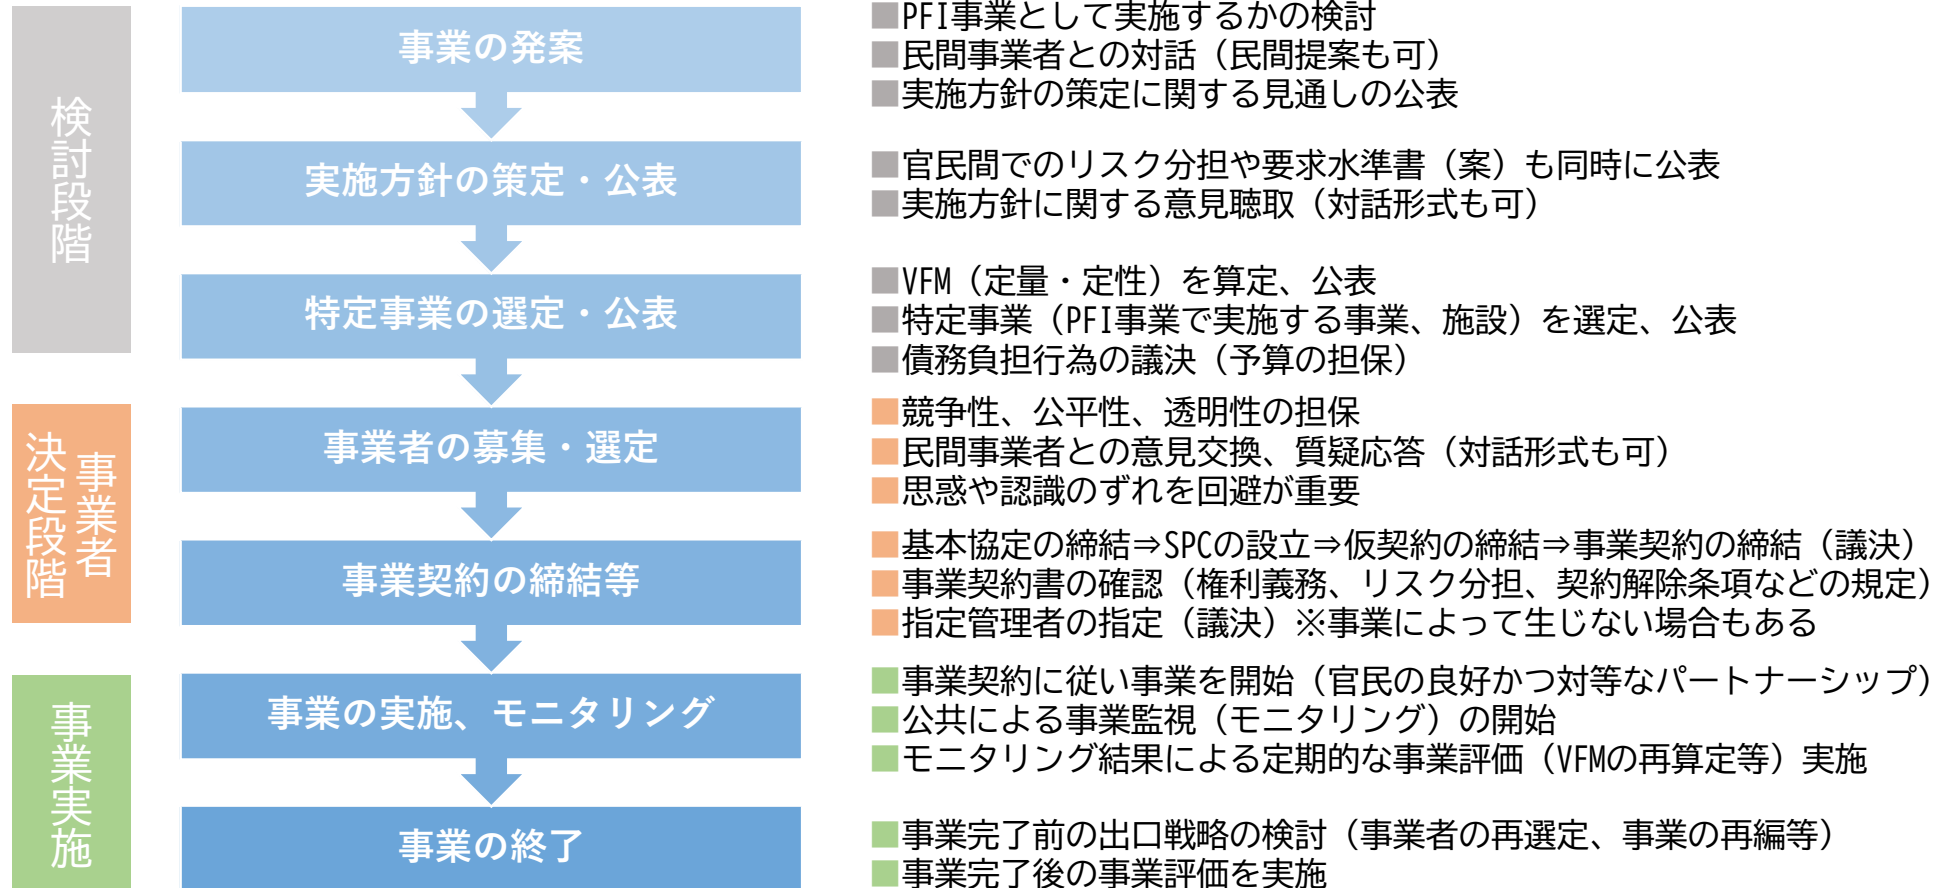 検討段階
事業の発案
■PFI事業として実施するかの検討
■民間事業者との対話（民間提案も可）
■実施方針の策定に関する見通しの公表
実施方針の策定・公表
■官民間でのリスク分担や要求水準書（案）も同時に公表
■実施方針に関する意見聴取（対話形式も可）
特定事業の選定・公表
■VFM（定量・定性）を算定、公表
■特定事業（PFI事業で実施する事業、施設）を選定、公表
■債務負担行為の議決（予算の担保）
事業者
決定段階
事業者の募集・選定
■競争性、公平性、透明性の担保
■民間事業者との意見交換、質疑応答（対話形式も可）
■思惑や認識のずれを回避が重要
事業契約の締結等
■基本協定の締結⇒SPCの設立⇒仮契約の締結⇒事業契約の締結（議決）
■事業契約書の確認（権利義務、リスク分担、契約解除条項などの規定）
■指定管理者の指定（議決）※事業によって生じない場合もある
事業実施
事業の実施、モニタリング
■事業契約に従い事業を開始（官民の良好かつ対等なパートナーシップ）
■公共による事業監視（モニタリング）の開始
■モニタリング結果による定期的な事業評価（VFMの再算定等）実施
事業の終了
■事業完了前の出口戦略の検討（事業者の再選定、事業の再編等）
■事業完了後の事業評価を実施